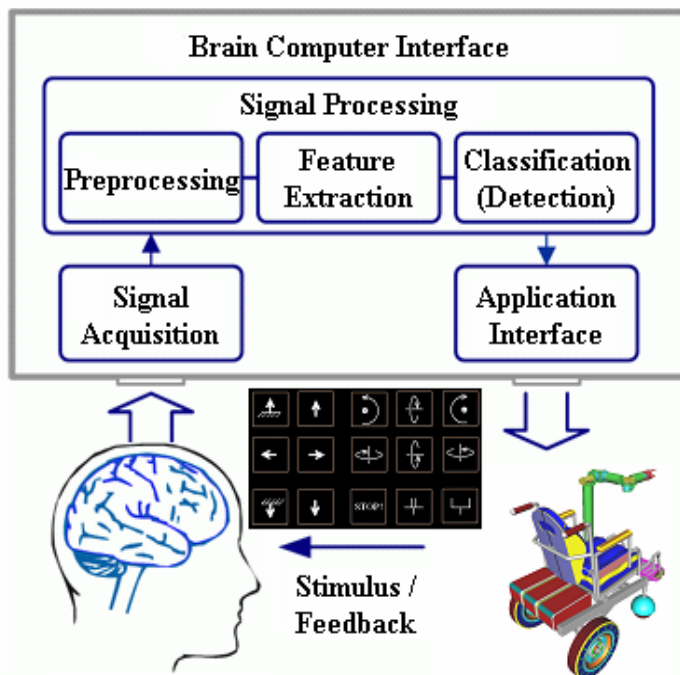 Brain Computer Interface
Signal Processing
Preprocessing
Feature
Extraction
Classification
(Detection)
Signal
Acquisition
Application
Interface
STOP!
Stimulus /
Feedback